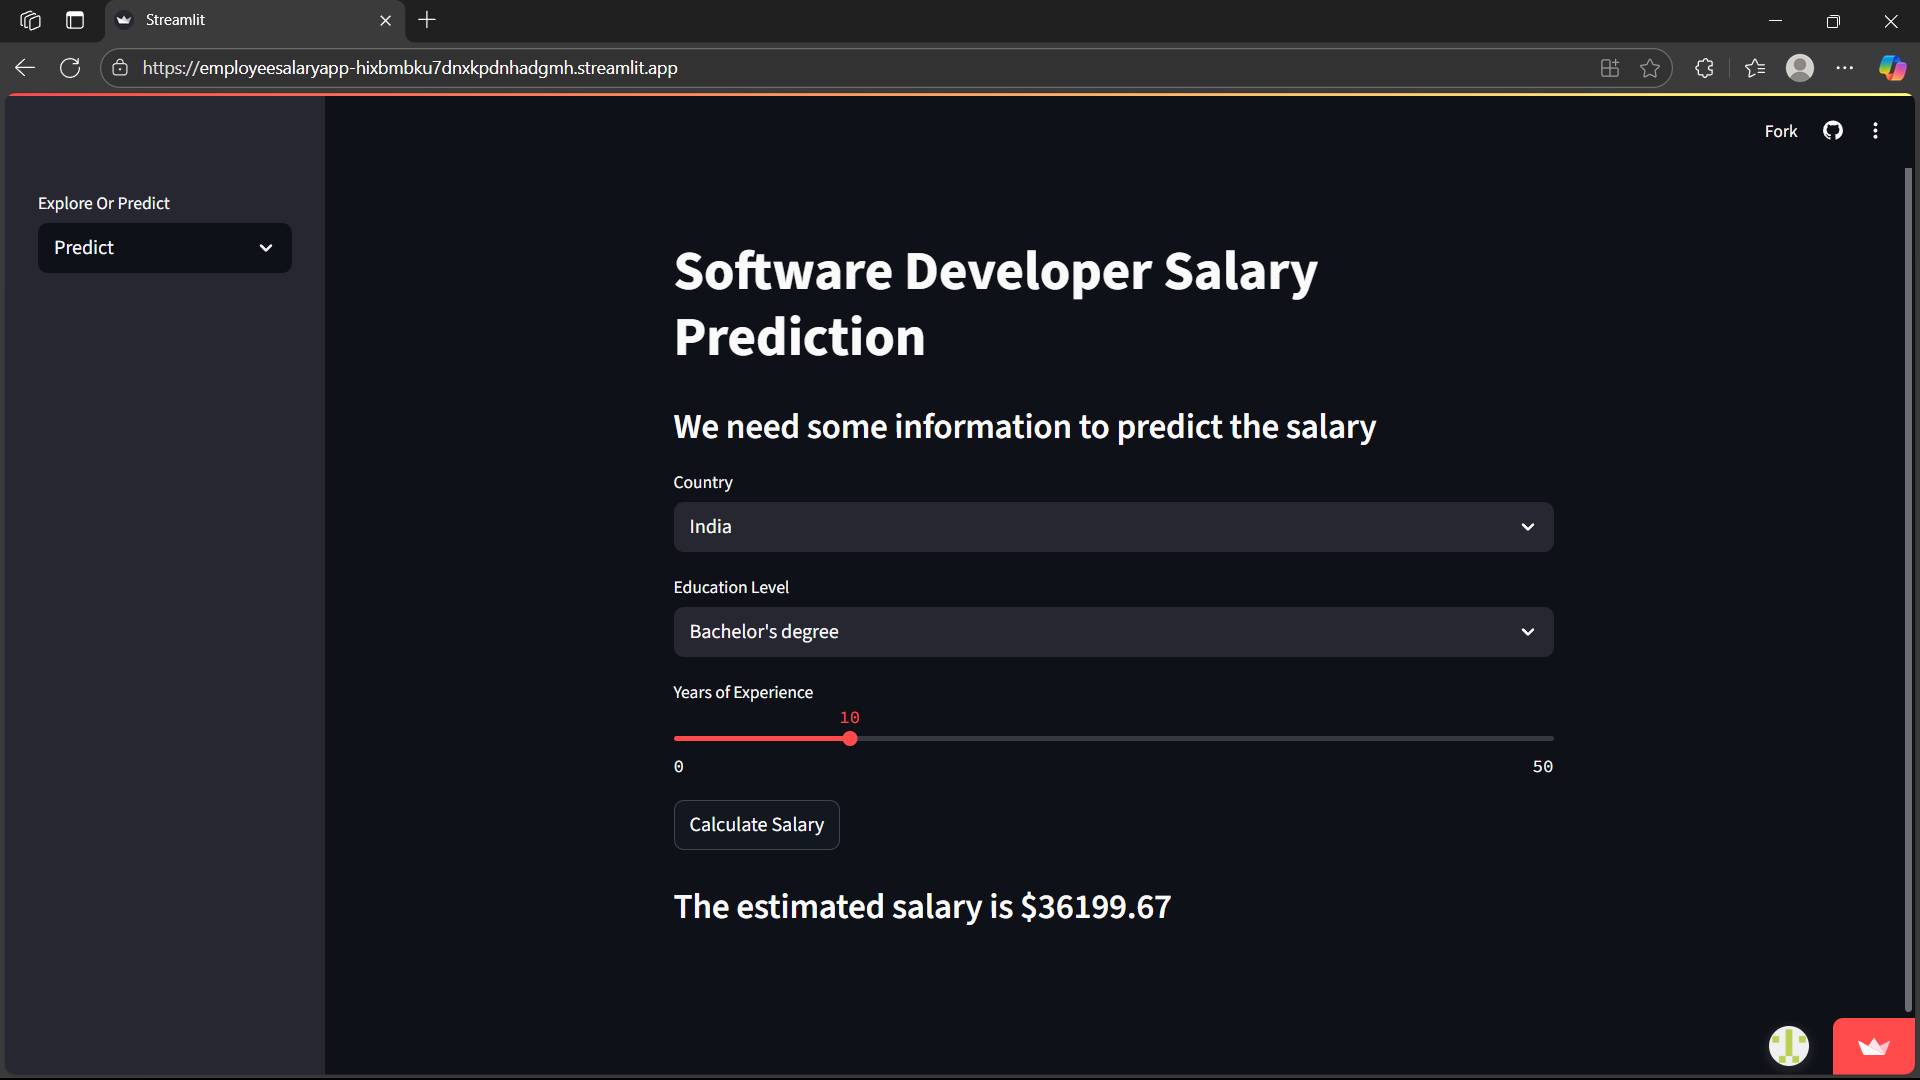 Streamlit
https://employeesalaryapp-hixbmbku7dnxkpdnhadgmh.streamlit.app
Fork
Explore Or Predict
Predict
Software Developer Salary
Prediction
We need some information to predict the salary
Country
India
Education Level
Bachelor's degree
Years of Experience
10
0 50
Calculate Salary
The estimated salary is $36199.67